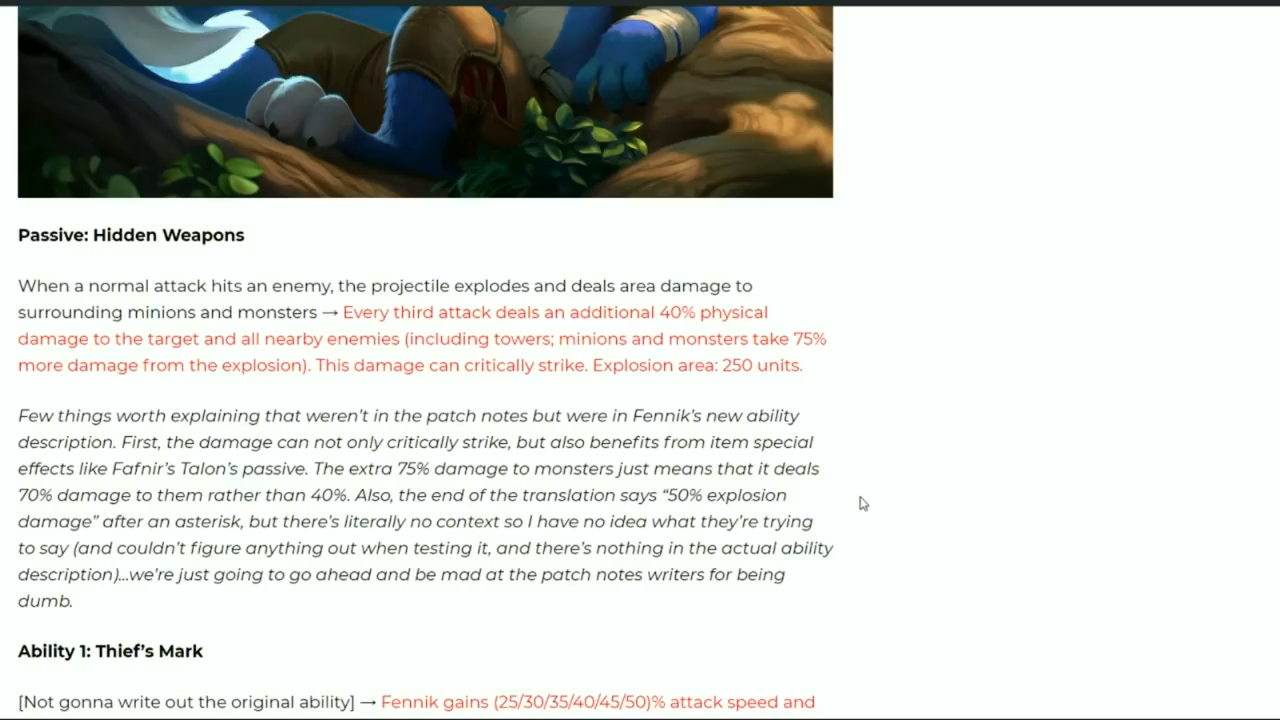 Passive: Hidden Weapons
When a normal attack hits an enemy, the projectile explodes and deals area damage to
surrounding minions and monsters → Every third attack deals an additional 40% physical
damage to the target and all nearby enemies (including towers; minions and monsters take 75%
more damage from the explosion). This damage can critically strike. Explosion area: 250 units.
Few things worth explaining that weren't in the patch notes but were in Fennik's new ability
description. First, the damage can not only critically strike, but also benefits from item special
effects like Fafnir's Talon's passive. The extra 75% damage to monsters just means that it deals
70% damage to them rather than 40%. Also, the end of the translation says “50% explosion
damage” after an asterisk, but there's literally no context so I have no idea what they're trying
to say (and couldn't figure anything out when testing it, and there's nothing in the actual ability
description)...we're just going to go ahead and be mad at the patch notes writers for being
dumb.
Ability 1: Thief's Mark
[Not gonna write out the original ability] → Fennik gains (25/30/35/40/45/50)% attack speed and